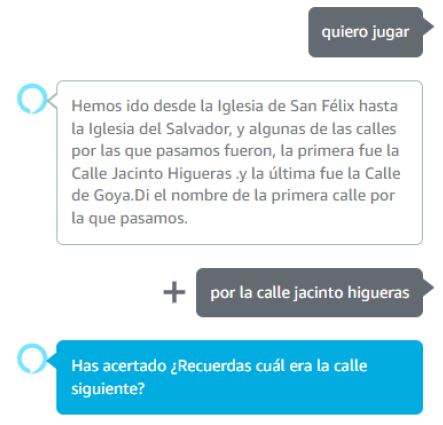 quiero jugar
Hemos ido desde la Iglesia de San Félix hasta
la Iglesia del Salvador, y algunas de las calles
por las que pasamos fueron, la primera fue la
Calle Jacinto Higueras .y la última fue la Calle
de Goya.Di el nombre de la primera calle por
la que pasamos.
+ por la calle jacinto higueras
Has acertado ¿Recuerdas cuál era la calle
siguiente?